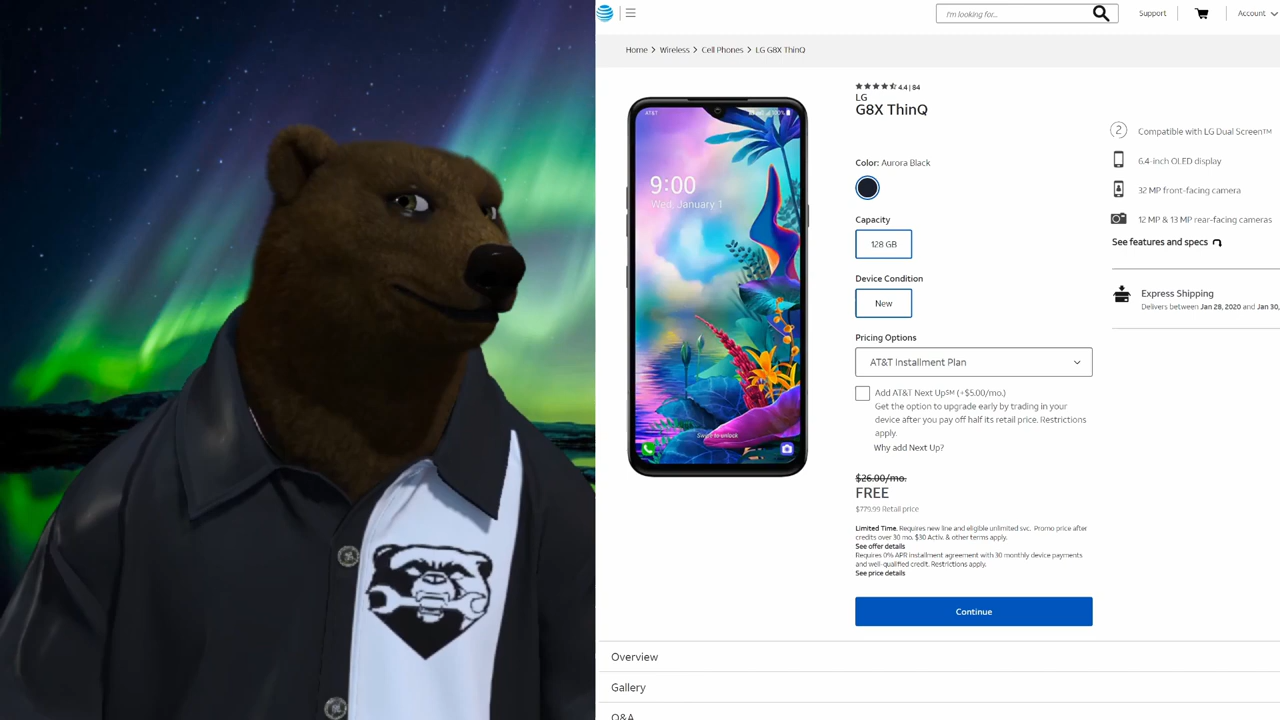 I'm looking for...
Support
Account
Home > Wireless > Cell Phones > LG G8X ThinQ
4.4 | 84
LG
G8X ThinQ
Color: Aurora Black
Capacity
128 GB
Device Condition
New
Pricing Options
AT&T Installment Plan
Add AT&T Next Up℠ (+$5.00/mo.)
Get the option to upgrade early by trading in your
device after you pay off half its retail price. Restrictions
apply.
Why add Next Up?
$26.00/mo.
FREE
$779.99 Retail price
Limited Time. Requires new line and eligible unlimited svc. Promo price after
credits over 30 mo. $30 Activ. & other terms apply.
See offer details
Requires 0% APR installment agreement with 30 monthly device payments
and well-qualified credit. Restrictions apply.
See price details
Continue
2
Compatible with LG Dual Screen™
6.4-inch OLED display
32 MP front-facing camera
12 MP & 13 MP rear-facing cameras
See features and specs
Express Shipping
Delivers between Jan 28, 2020 and Jan 30,
AT&T
100%
9:00
Wed, January 1
Swipe to unlock
Overview
Gallery
Q&A